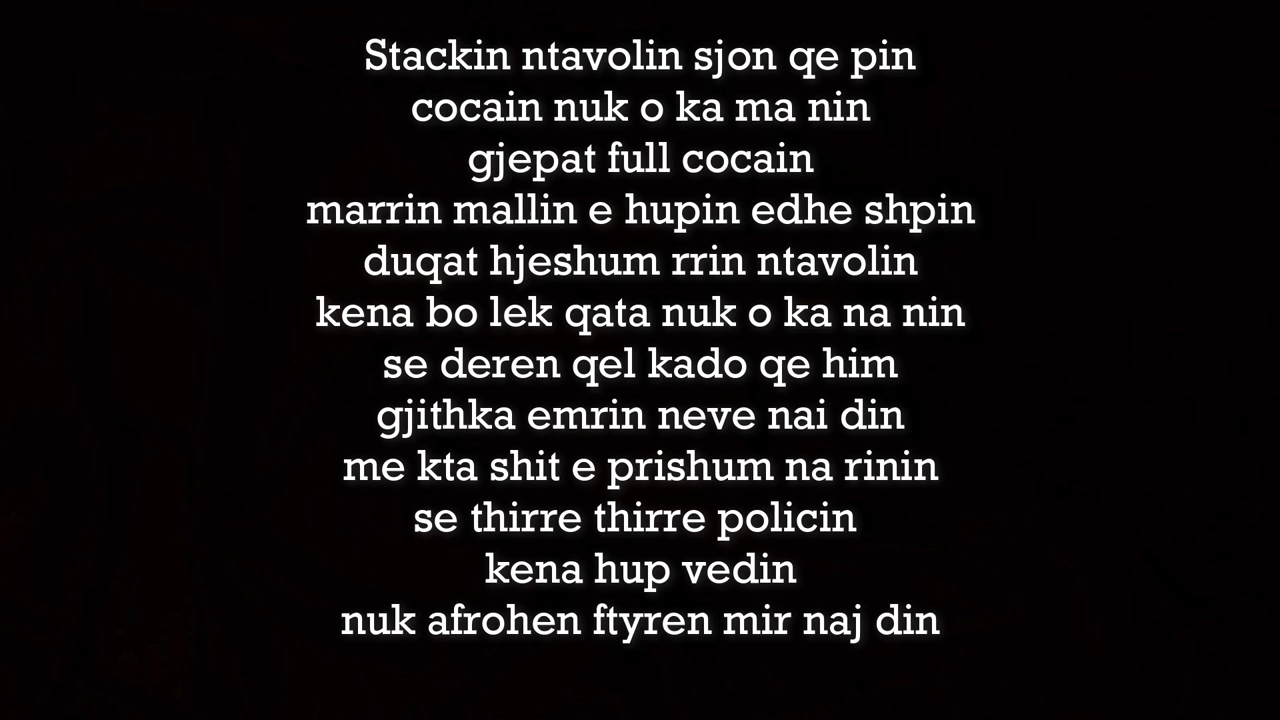 Stackin ntavolin sjon qe pin
cocain nuk o ka ma nin
gjepat full cocain
marrin mallin e hupin edhe shpin
duqat hjeshum rrin ntavolin
kena bo lek qata nuk o ka na nin
se deren qel kado qe him
gjithka emrin neve nai din
me kta shit e prishum na rinin
se thirre thirre policin
kena hup vedin
nuk afrohen ftyren mir naj din